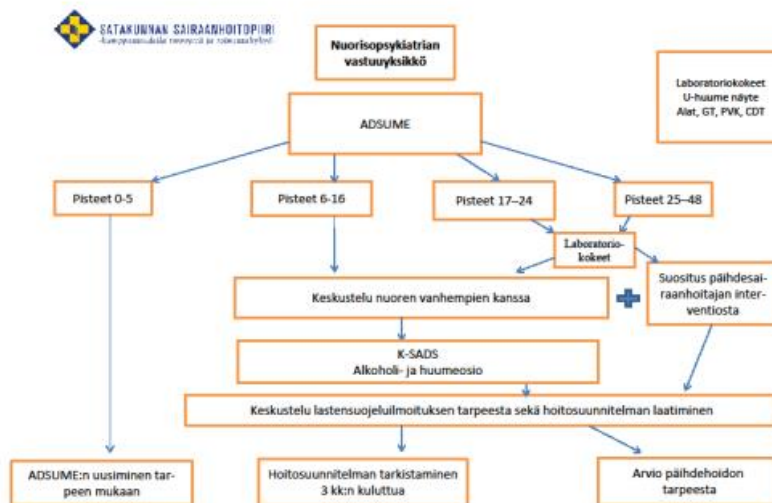 SATAKUNNAN SAIRAANHOITOPIIRI
Nuorisopsykiatrian
vastuuyksikkö
Laboratoriokokeet
U-huume näyte
Alat, GT, PVK, CDT
ADSUME
Pisteet 0-5
Pisteet 6-16
Pisteet 17–24
Pisteet 25–48
Laboratorio-
kokeet
Keskustelu nuoren vanhempien kanssa
Suositus päihdesai-
raanhoitajan inter-
ventiosta
K-SADS
Alkoholi- ja huumeosio
Keskustelu lastensuojeluilmoituksen tarpeesta sekä hoitosuunnitelman laatiminen
ADSUME:n uusiminen tar-
peen mukaan
Hoitosuunnitelman tarkistaminen
3 kk:n kuluttua
Arvio päihdehoidon
tarpeesta